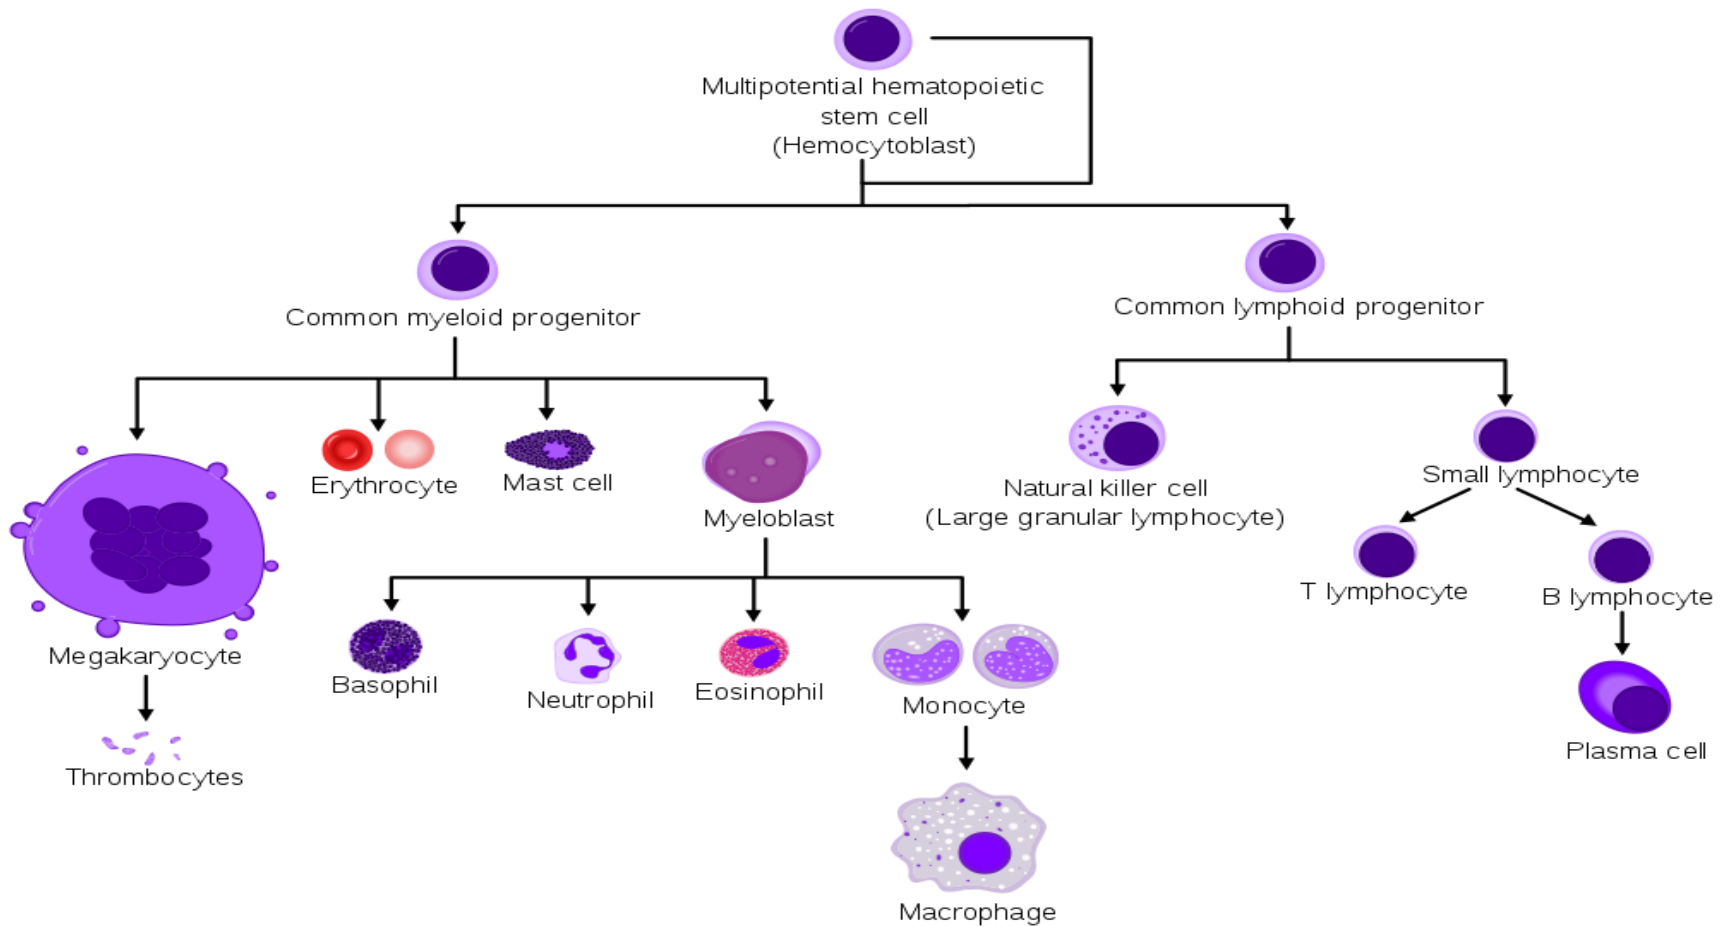 Multipotential hematopoietic
stem cell
(Hemocytoblast)
Common myeloid progenitor
Common lymphoid progenitor
Erythrocyte
Mast cell
Myeloblast
Natural killer cell
(Large granular lymphocyte)
Small lymphocyte
T lymphocyte
B lymphocyte
Megakaryocyte
Basophil
Neutrophil
Eosinophil
Monocyte
Plasma cell
Thrombocytes
Macrophage